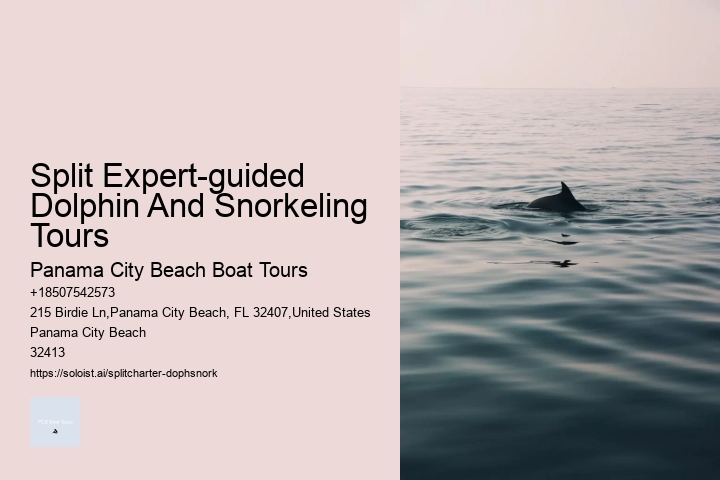 Split Expert-guided
Dolphin And Snorkeling
Tours
Panama City Beach Boat Tours
+18507542573
215 Birdie Ln,Panama City Beach, FL 32407,United States
Panama City Beach
32413
https://soloist.ai/splitcharter-dophsnork